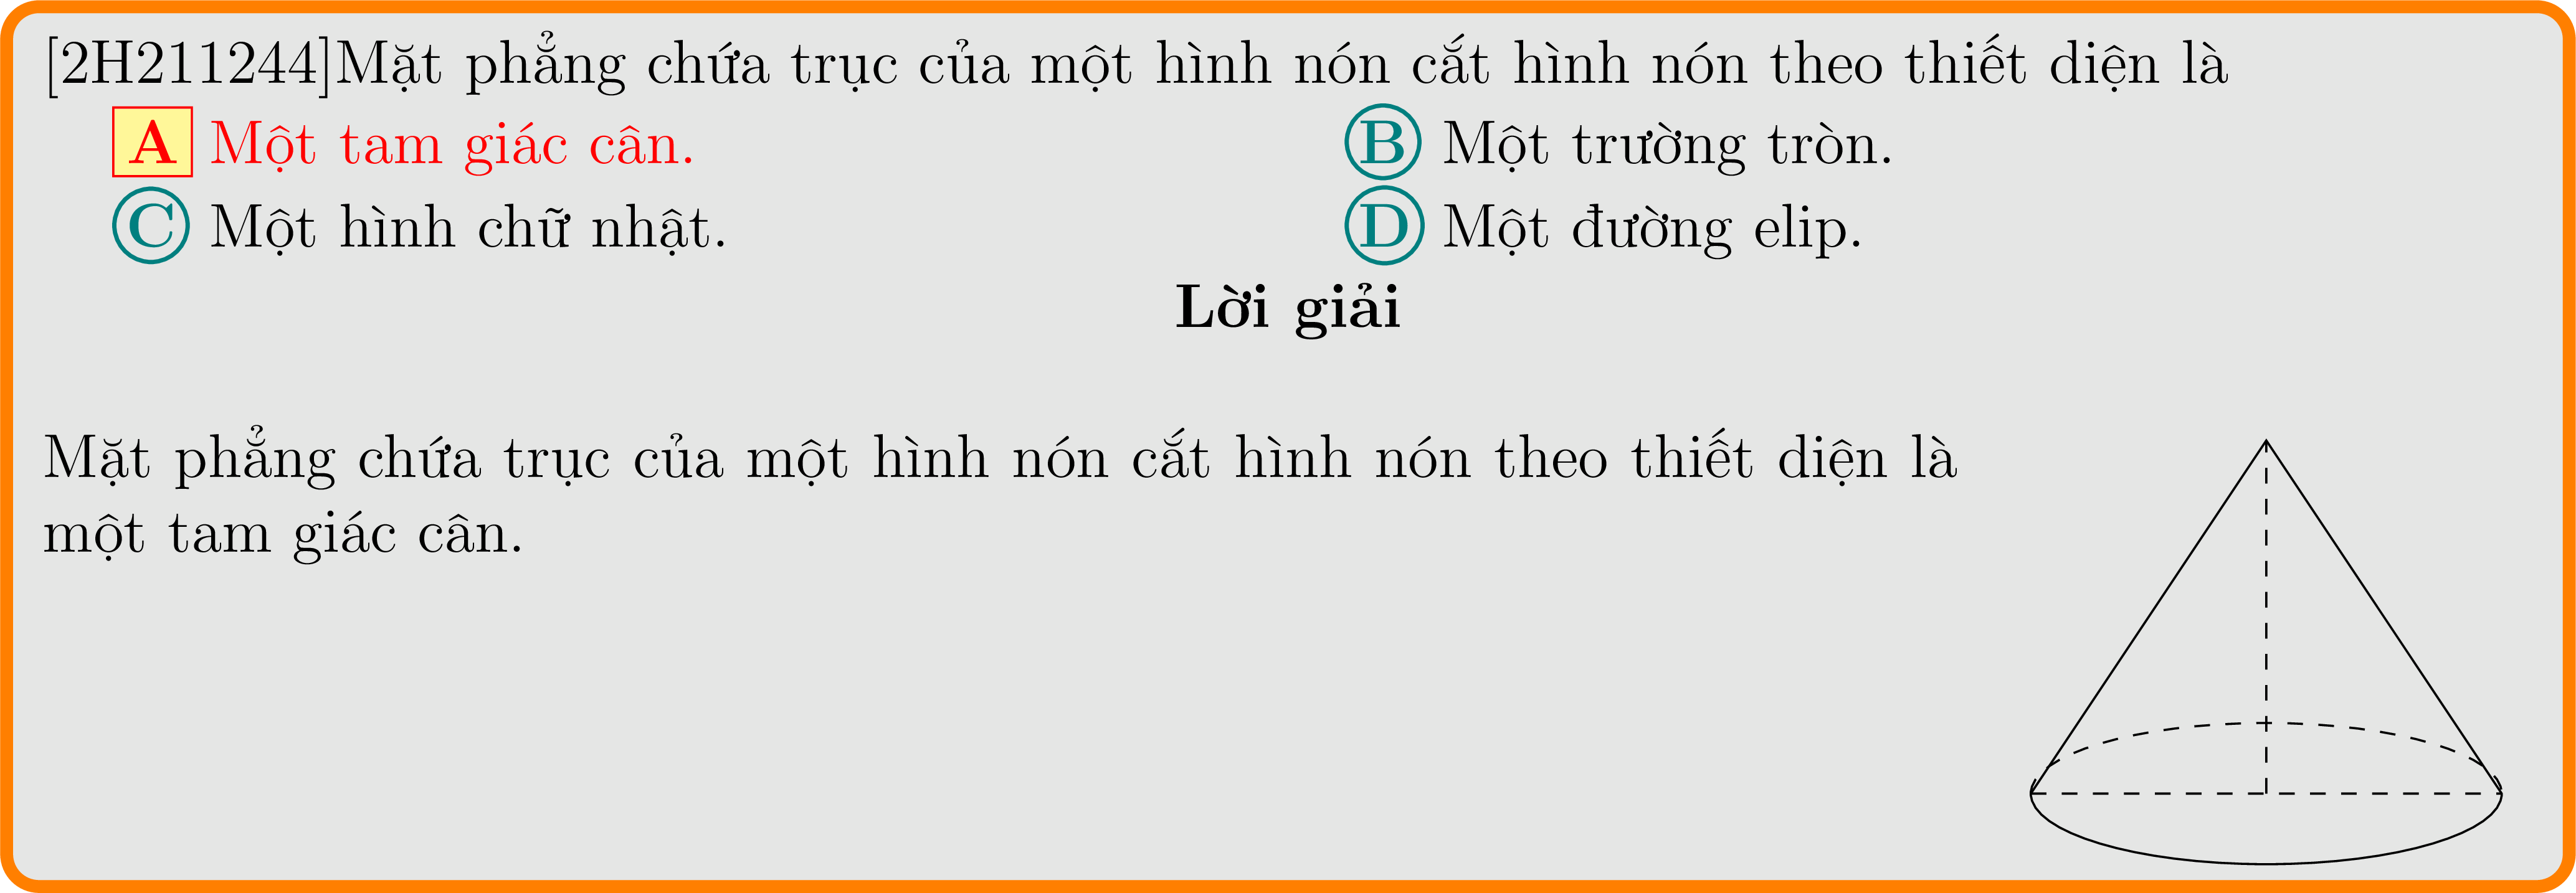 [2H211244]Mặt phẳng chứa trục của một hình nón cắt hình nón theo thiết diện là
A Một tam giác cân.
B Một trường tròn.
C Một hình chữ nhật.
D Một đường elip.
Lời giải
Mặt phẳng chứa trục của một hình nón cắt hình nón theo thiết diện là
một tam giác cân.